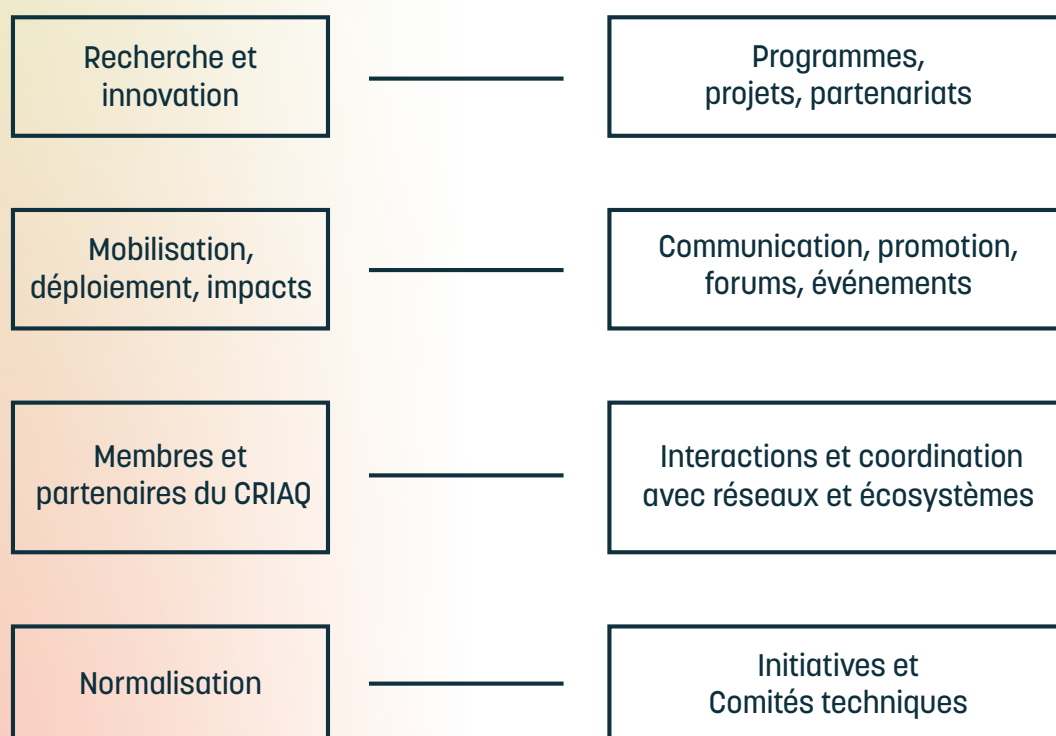 Recherche et
innovation
Programmes,
projets, partenariats
Mobilisation,
déploiement, impacts
Communication, promotion,
forums, événements
Membres et
partenaires du CRIAQ
Interactions et coordination
avec réseaux et écosystèmes
Normalisation
Initiatives et
Comités techniques